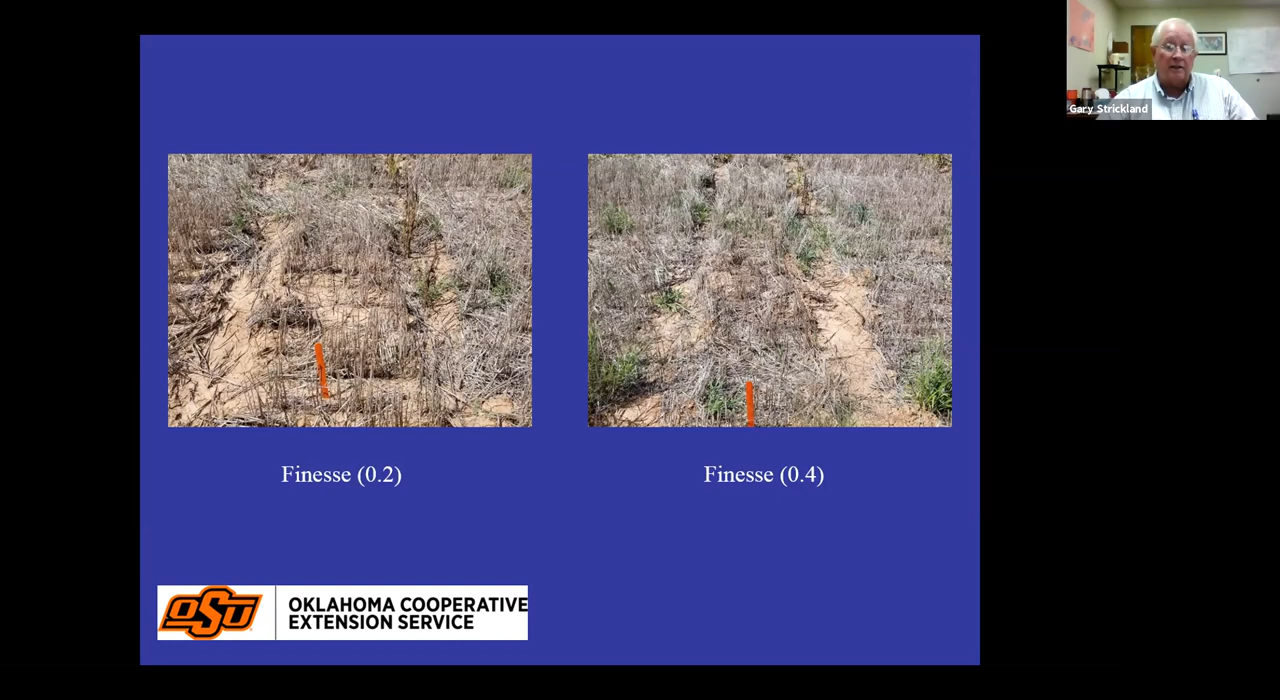 Gary Strickland
Finesse (0.2)
Finesse (0.4)
OSU
OKLAHOMA COOPERATIVE
EXTENSION SERVICE